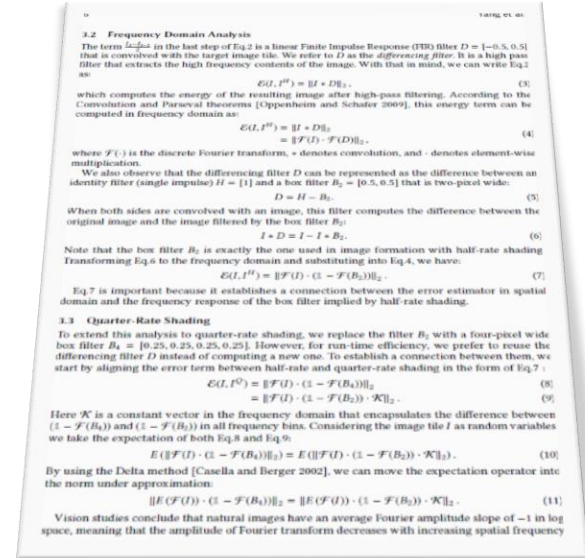 6 Yang et al.
3.2 Frequency Domain Analysis
The term in the last step of Eq.2 is a linear Finite Impulse Response (FIR) filter D = [−0.5, 0.5]
that is convolved with the target image tile. We refer to D as the differencing filter. It is a high pass
filter that extracts the high frequency contents of the image. With that in mind, we can write Eq.2
as:
ℰ(I, I^H) = ‖I ∗ D‖₂, (3)
which computes the energy of the resulting image after high-pass filtering. According to the
Convolution and Parseval theorems [Oppenheim and Schafer 2009], this energy term can be
computed in frequency domain as:
ℰ(I, I^H) = ‖I ∗ D‖₂
= ‖ℱ(I) · ℱ(D)‖₂, (4)
where ℱ(·) is the discrete Fourier transform, ∗ denotes convolution, and · denotes element-wise
multiplication.
We also observe that the differencing filter D can be represented as the difference between an
identity filter (single impulse) H = [1] and a box filter B₂ = [0.5, 0.5] that is two-pixel wide:
D = H − B₂. (5)
When both sides are convolved with an image, this filter computes the difference between the
original image and the image filtered by the box filter B₂:
I ∗ D = I − I ∗ B₂. (6)
Note that the box filter B₂ is exactly the one used in image formation with half-rate shading
Transforming Eq.6 to the frequency domain and substituting into Eq.4, we have:
ℰ(I, I^H) = ‖ℱ(I) · (𝟙 − ℱ(B₂))‖₂. (7)
Eq.7 is important because it establishes a connection between the error estimator in spatial
domain and the frequency response of the box filter implied by half-rate shading.
3.3 Quarter-Rate Shading
To extend this analysis to quarter-rate shading, we replace the filter B₂ with a four-pixel wide
box filter B₄ = [0.25, 0.25, 0.25, 0.25]. However, for run-time efficiency, we prefer to reuse the
differencing filter D instead of computing a new one. To establish a connection between them, we
start by aligning the error term between half-rate and quarter-rate shading in the form of Eq.7 :
ℰ(I, I^Q) = ‖ℱ(I) · (𝟙 − ℱ(B₄))‖₂ (8)
= ‖ℱ(I) · (𝟙 − ℱ(B₂)) · 𝒦‖₂ . (9)
Here 𝒦 is a constant vector in the frequency domain that encapsulates the difference between
(𝟙 − ℱ(B₄)) and (𝟙 − ℱ(B₂)) in all frequency bins. Considering the image tile I as random variables
we take the expectation of both Eq.8 and Eq.9:
E (‖ℱ(I) · (𝟙 − ℱ(B₄))‖₂) = E (‖ℱ(I) · (𝟙 − ℱ(B₂)) · 𝒦‖₂) . (10)
By using the Delta method [Casella and Berger 2002], we can move the expectation operator into
the norm under approximation:
‖E (ℱ(I)) · (𝟙 − ℱ(B₄))‖₂ = ‖E (ℱ(I)) · (𝟙 − ℱ(B₂)) · 𝒦‖₂ . (11)
Vision studies conclude that natural images have an average Fourier amplitude slope of −1 in log
space, meaning that the amplitude of Fourier transform decreases with increasing spatial frequency